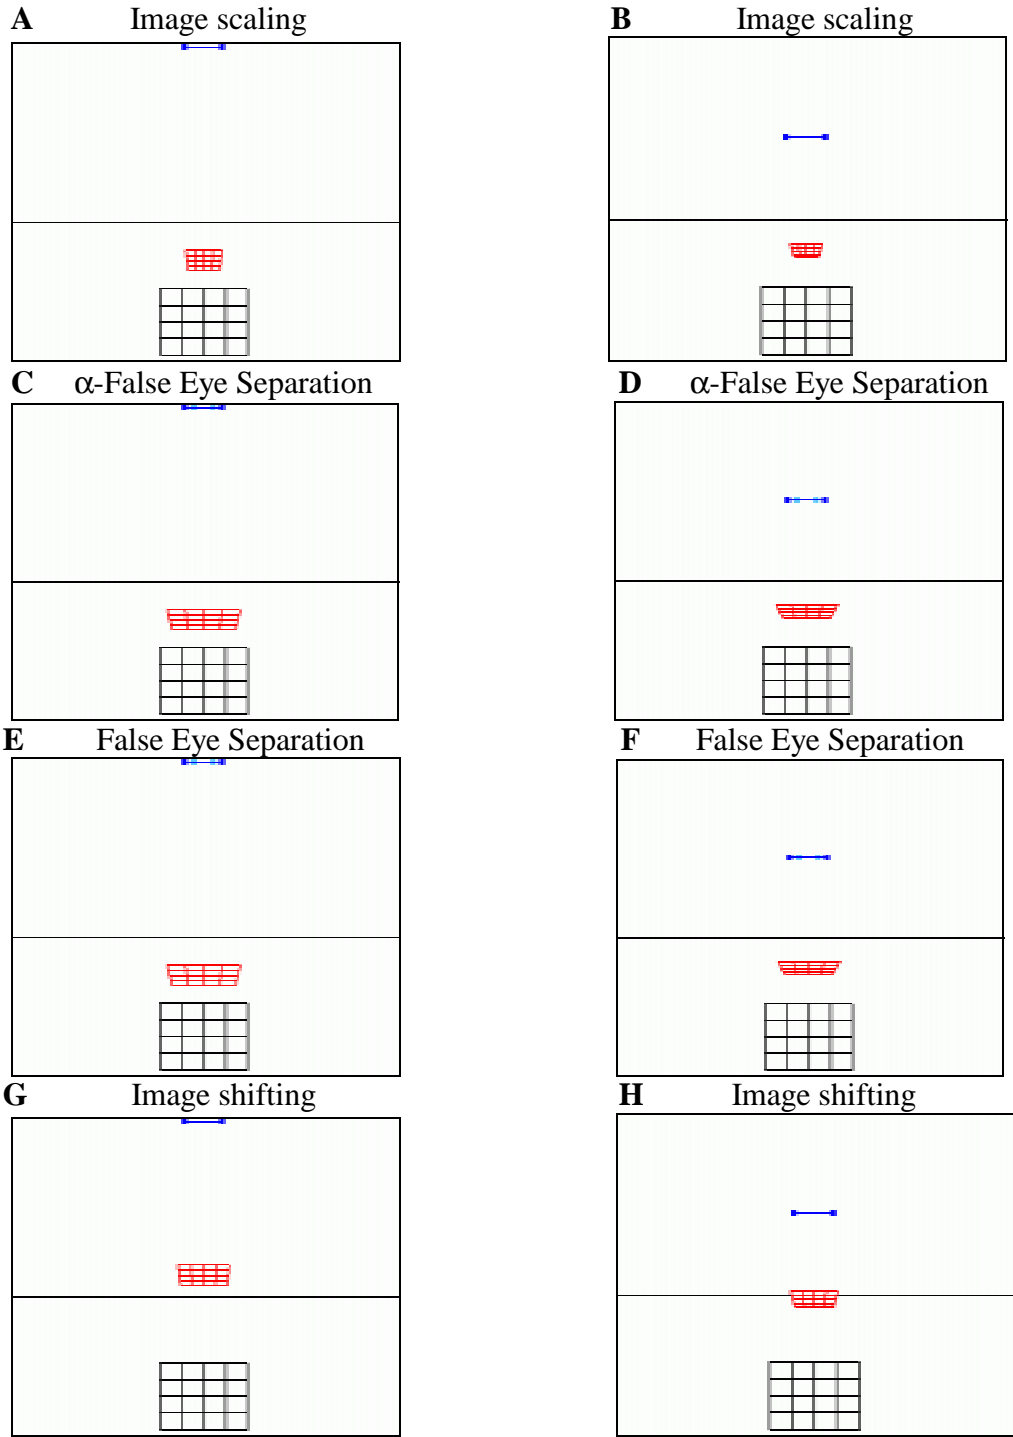 A Image scaling
B Image scaling
C α-False Eye Separation
D α-False Eye Separation
E False Eye Separation
F False Eye Separation
G Image shifting
H Image shifting